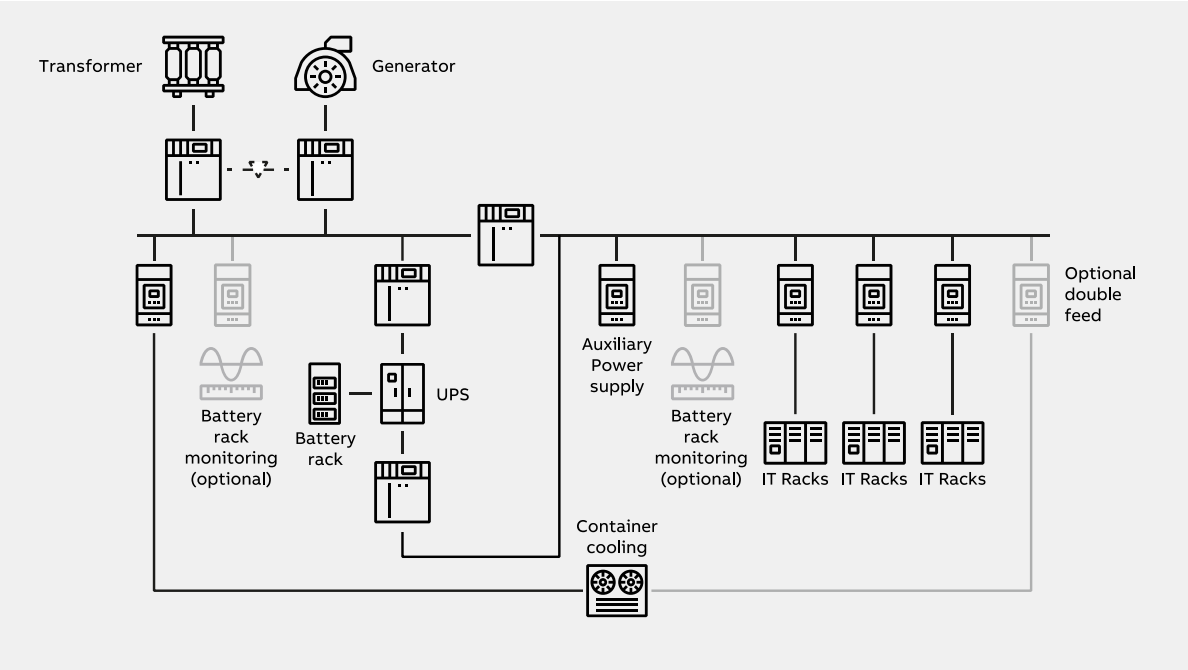 Transformer
Generator
Optional
double
feed
Auxiliary
Power
supply
UPS
Battery
rack
monitoring
(optional)
Battery
rack
Battery
rack
monitoring
(optional)
IT Racks
IT Racks
IT Racks
Container
cooling